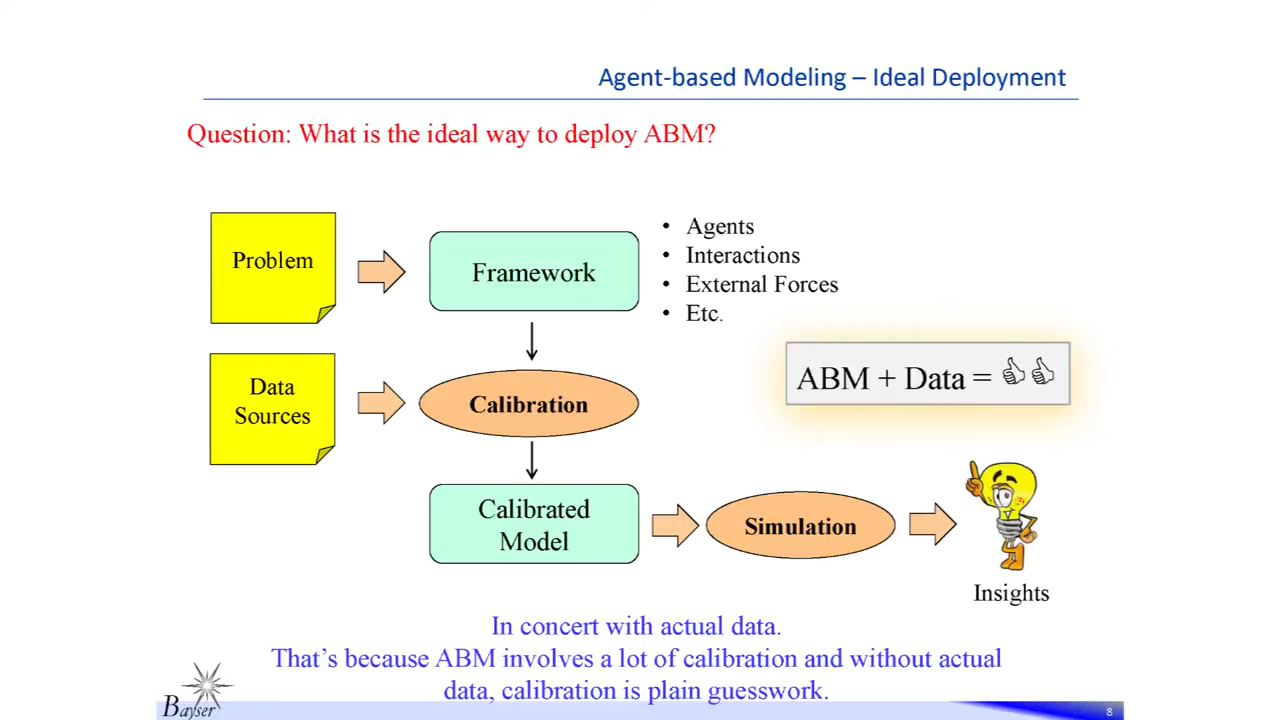 Agent-based Modeling – Ideal Deployment
Question: What is the ideal way to deploy ABM?
Problem
Framework
• Agents
• Interactions
• External Forces
• Etc.
Data
Sources
Calibration
ABM + Data = 👍👍
Calibrated
Model
Simulation
Insights
In concert with actual data.
That’s because ABM involves a lot of calibration and without actual
data, calibration is plain guesswork.
Bayser
8